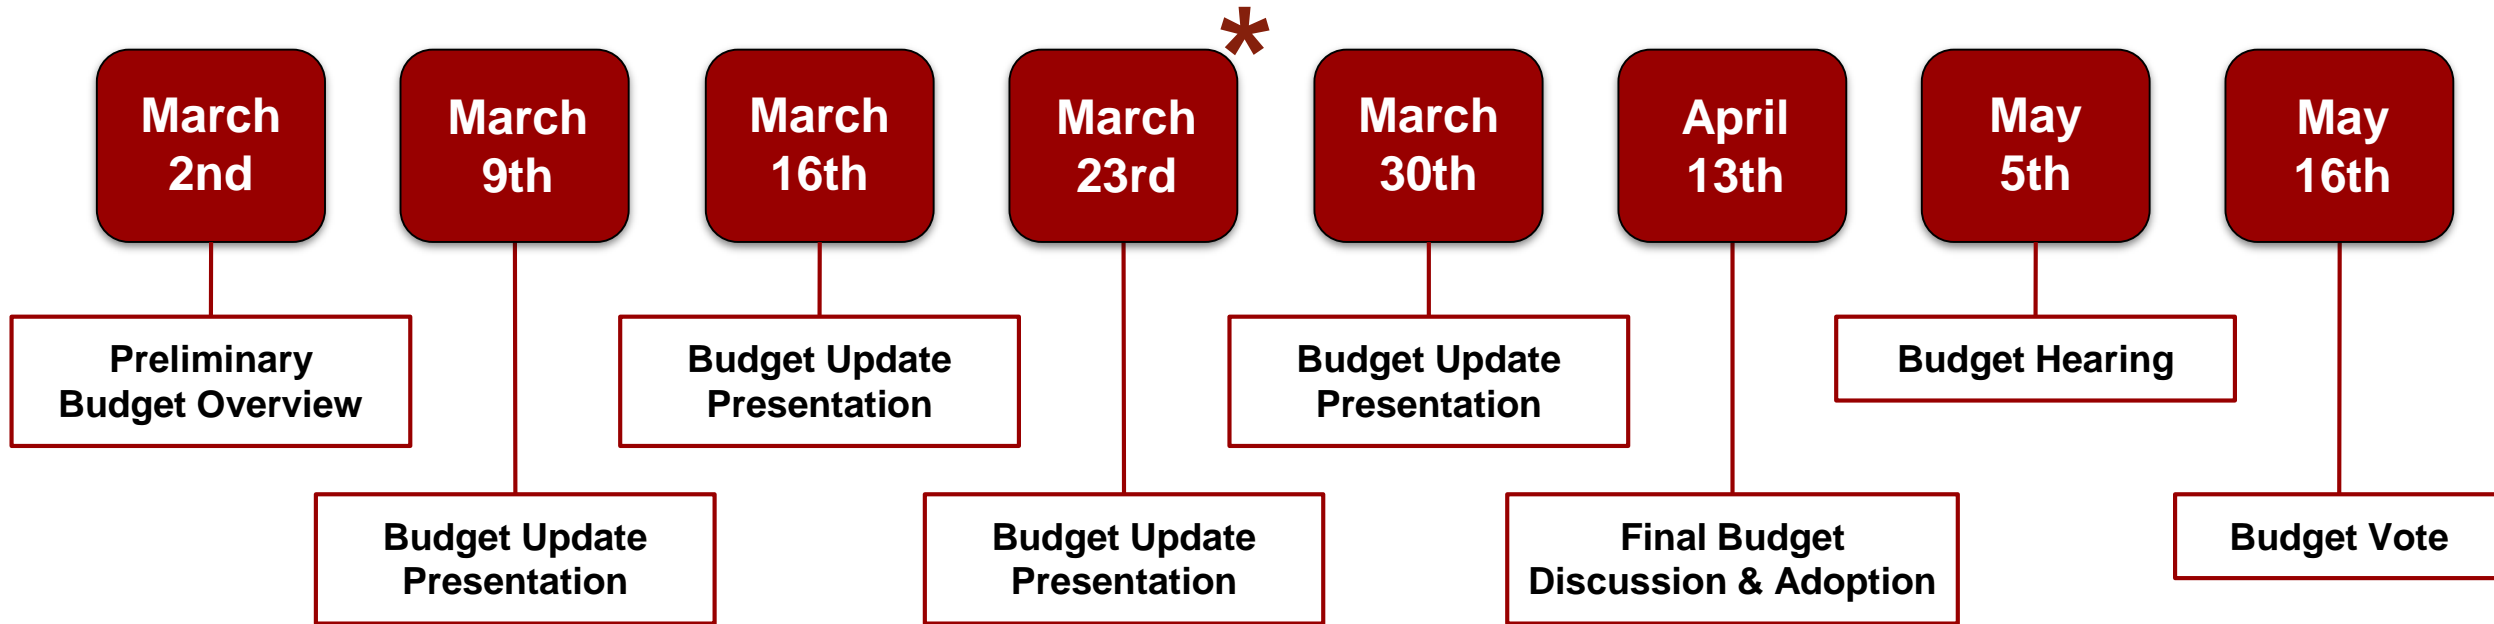 *
March
2nd
March
9th
March
16th
March
23rd
March
30th
April
13th
May
5th
May
16th
Preliminary
Budget Overview
Budget Update
Presentation
Budget Update
Presentation
Budget Hearing
Budget Update
Presentation
Budget Update
Presentation
Final Budget
Discussion & Adoption
Budget Vote